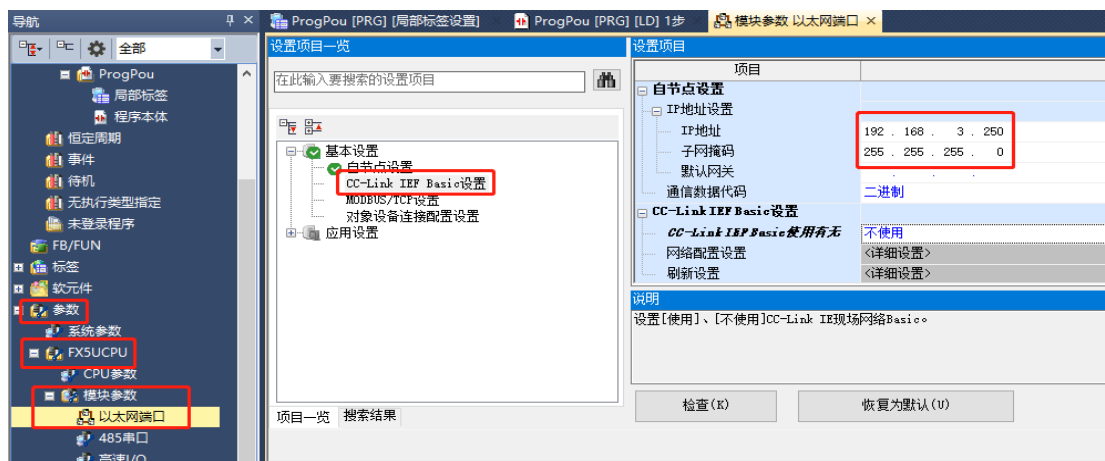 导航
全部
ProgPou
局部标签
程序本体
恒定周期
事件
待机
无执行类型指定
未登录程序
FB/FUN
标签
软元件
参数
系统参数
FX5UCPU
CPU参数
模块参数
以太网端口
485串口
高速I/O
ProgPou [PRG] [局部标签设置]
ProgPou [PRG] [LD] 1步
模块参数 以太网端口
设置项目一览
在此输入要搜索的设置项目
基本设置
自节点设置
CC-Link IEF Basic设置
MODBUS/TCP设置
对象设备连接配置设置
应用设置
项目一览 搜索结果
设置项目
项目
自节点设置
IP地址设置
IP地址 192 . 168 . 3 . 250
子网掩码 255 . 255 . 255 . 0
默认网关 . . .
通信数据代码 二进制
CC-Link IEF Basic设置
CC-Link IEF Basic使用有无 不使用
网络配置设置 <详细设置>
刷新设置 <详细设置>
说明
设置[使用]、[不使用]CC-Link IE现场网络Basic。
检查(K) 恢复为默认(U)